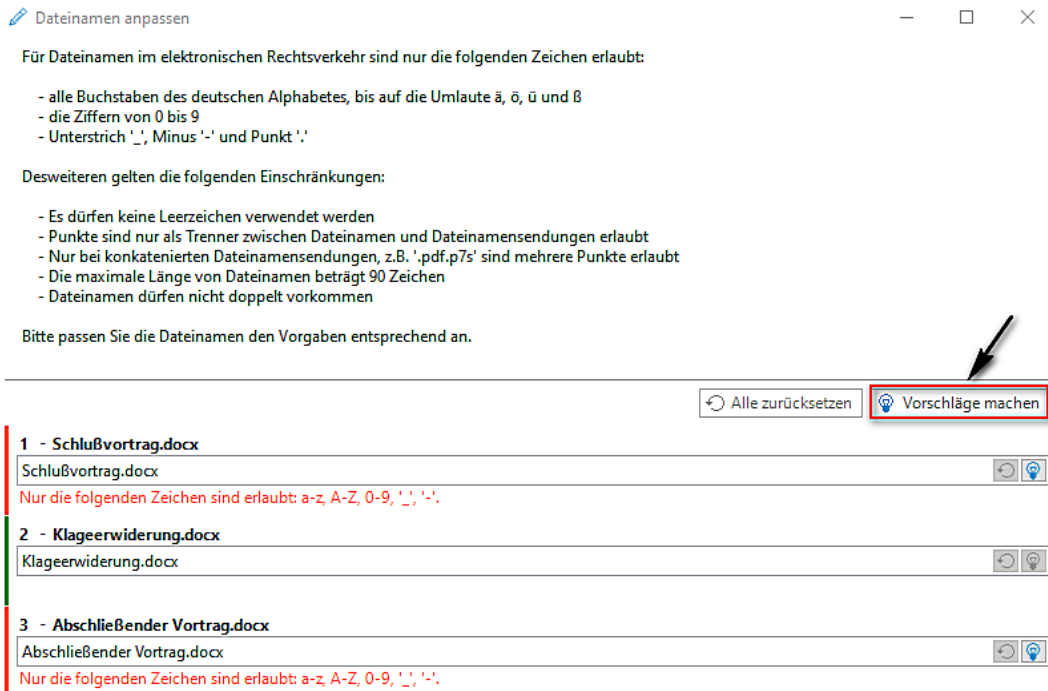 Dateinamen anpassen
Für Dateinamen im elektronischen Rechtsverkehr sind nur die folgenden Zeichen erlaubt:
- alle Buchstaben des deutschen Alphabetes, bis auf die Umlaute ä, ö, ü und ß
- die Ziffern von 0 bis 9
- Unterstrich '_', Minus '-' und Punkt '.'
Desweiteren gelten die folgenden Einschränkungen:
- Es dürfen keine Leerzeichen verwendet werden
- Punkte sind nur als Trenner zwischen Dateinamen und Dateinamensendungen erlaubt
- Nur bei konkatenierten Dateinamensendungen, z.B. '.pdf.p7s' sind mehrere Punkte erlaubt
- Die maximale Länge von Dateinamen beträgt 90 Zeichen
- Dateinamen dürfen nicht doppelt vorkommen
Bitte passen Sie die Dateinamen den Vorgaben entsprechend an.
Alle zurücksetzen Vorschläge machen
1 - Schlußvortrag.docx
Schlußvortrag.docx
Nur die folgenden Zeichen sind erlaubt: a-z, A-Z, 0-9, '_', '-'.
2 - Klageerwiderung.docx
Klageerwiderung.docx
3 - Abschließender Vortrag.docx
Abschließender Vortrag.docx
Nur die folgenden Zeichen sind erlaubt: a-z, A-Z, 0-9, '_', '-'.